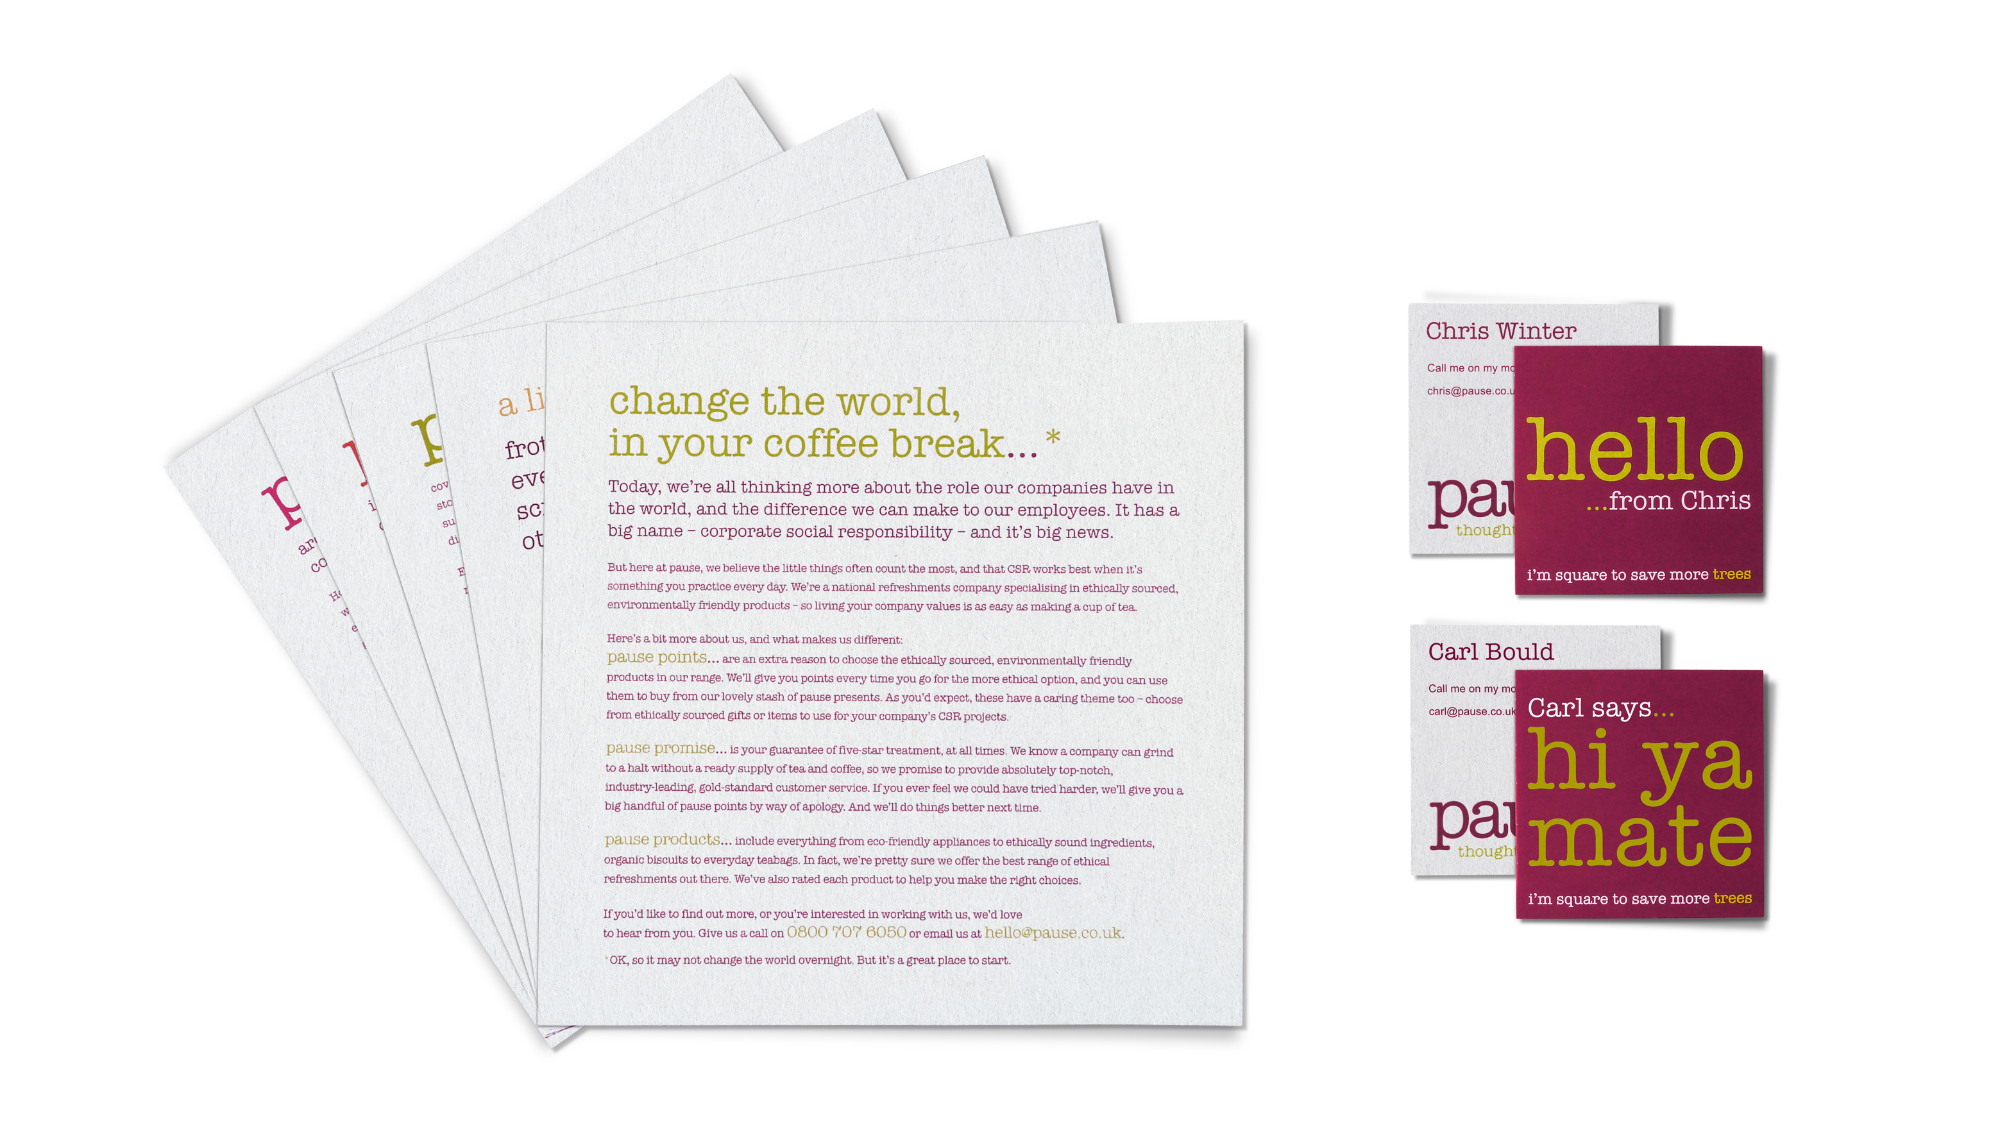 change the world,
in your coffee break... *
Today, we're all thinking more about the role our companies have in
the world, and the difference we can make to our employees. It has a
big name – corporate social responsibility – and it's big news.
But here at pause, we believe the little things often count the most, and that CSR works best when it's
something you practice every day. We're a national refreshments company specialising in ethically sourced,
environmentally friendly products – so living your company values is as easy as making a cup of tea.
Here's a bit more about us, and what makes us different:
pause points... are an extra reason to choose the ethically sourced, environmentally friendly
products in our range. We'll give you points every time you go for the more ethical option, and you can use
them to buy from our lovely stash of pause presents. As you'd expect, these have a caring theme too – choose
from ethically sourced gifts or items to use for your company's CSR projects.
pause promise... is your guarantee of five-star treatment, at all times. We know a company can grind
to a halt without a ready supply of tea and coffee, so we promise to provide absolutely top-notch,
industry-leading, gold-standard customer service. If you ever feel we could have tried harder, we'll give you a
big handful of pause points by way of apology. And we'll do things better next time.
pause products... include everything from eco-friendly appliances to ethically sound ingredients,
organic biscuits to everyday teabags. In fact, we're pretty sure we offer the best range of ethical
refreshments out there. We've also rated each product to help you make the right choices.
If you'd like to find out more, or you're interested in working with us, we'd love
to hear from you. Give us a call on 0800 707 6050 or email us at hello@pause.co.uk.
*OK, so it may not change the world overnight. But it's a great place to start.
a li
frot
eve
sc
ot
Chris Winter
Call me on my mo
chris@pause.co.u
pau
thought
hello
...from Chris
i'm square to save more trees
Carl Bould
Call me on my mo
carl@pause.co.uk
pau
thought
Carl says...
hi ya
mate
i'm square to save more trees